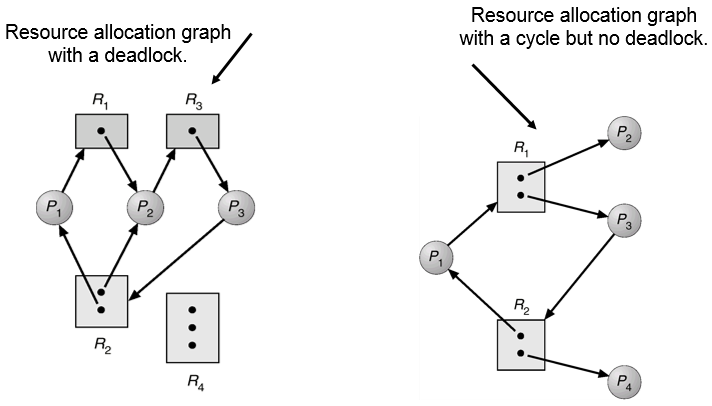 Resource allocation graph
with a deadlock.
R1
R3
P1
P2
P3
R2
R4
Resource allocation graph
with a cycle but no deadlock.
R1
P2
P3
P1
R2
P4